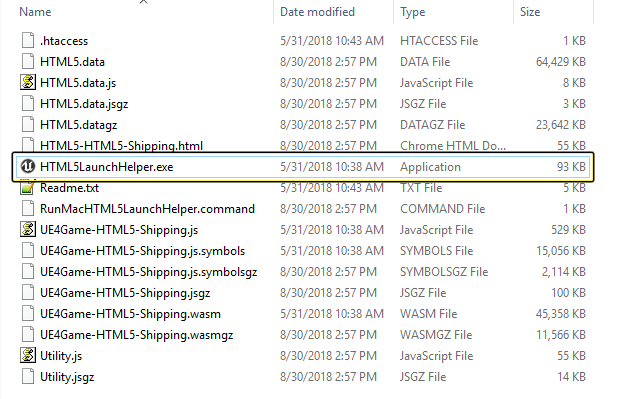 Name Date modified Type Size
.htaccess 5/31/2018 10:43 AM HTACCESS File 1 KB
HTML5.data 8/30/2018 2:57 PM DATA File 64,429 KB
HTML5.data.js 8/30/2018 2:57 PM JavaScript File 8 KB
HTML5.data.jsgz 8/30/2018 2:57 PM JSGZ File 3 KB
HTML5.datagz 8/30/2018 2:57 PM DATAGZ File 23,642 KB
HTML5-HTML5-Shipping.html 8/30/2018 2:57 PM Chrome HTML Do... 55 KB
HTML5LaunchHelper.exe 5/31/2018 10:38 AM Application 93 KB
Readme.txt 5/31/2018 10:43 AM TXT File 5 KB
RunMacHTML5LaunchHelper.command 8/30/2018 2:57 PM COMMAND File 1 KB
UE4Game-HTML5-Shipping.js 5/31/2018 10:38 AM JavaScript File 529 KB
UE4Game-HTML5-Shipping.js.symbols 5/31/2018 10:38 AM SYMBOLS File 15,056 KB
UE4Game-HTML5-Shipping.js.symbolsgz 8/30/2018 2:57 PM SYMBOLSGZ File 2,114 KB
UE4Game-HTML5-Shipping.jsgz 8/30/2018 2:57 PM JSGZ File 100 KB
UE4Game-HTML5-Shipping.wasm 5/31/2018 10:38 AM WASM File 45,358 KB
UE4Game-HTML5-Shipping.wasmgz 8/30/2018 2:57 PM WASMGZ File 11,566 KB
Utility.js 8/30/2018 2:57 PM JavaScript File 55 KB
Utility.jsgz 8/30/2018 2:57 PM JSGZ File 14 KB